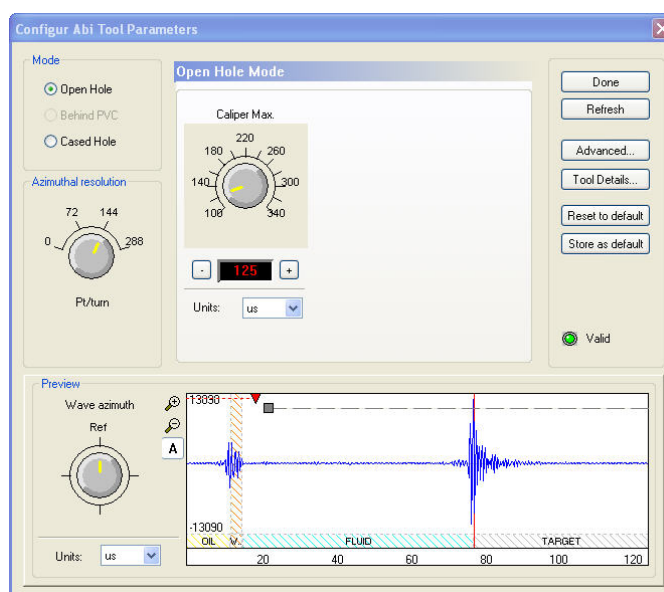 Configur Abi Tool Parameters
Mode
Open Hole
Behind PVC
Cased Hole
Azimuthal resolution
0 72 144 288
Pt/turn
Open Hole Mode
Caliper Max.
100 140 180 220 260 300 340
- 125 +
Units: us
Done
Refresh
Advanced...
Tool Details...
Reset to default
Store as default
Valid
Preview
Wave azimuth
Ref
Units: us
A
13090
-13090
OIL W.. FLUID TARGET
20 40 60 80 100 120